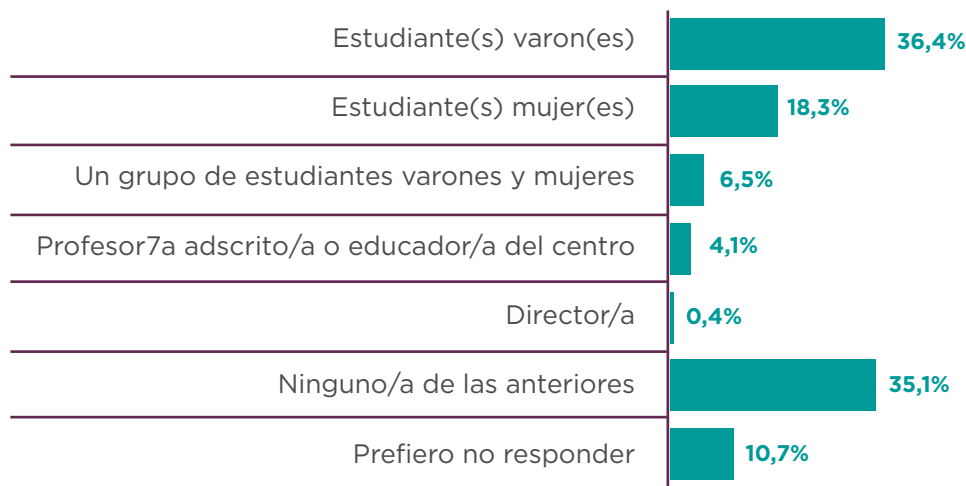 Estudiante(s) varon(es) 36,4%
Estudiante(s) mujer(es) 18,3%
Un grupo de estudiantes varones y mujeres 6,5%
Profesor7a adscrito/a o educador/a del centro 4,1%
Director/a 0,4%
Ninguno/a de las anteriores 35,1%
Prefiero no responder 10,7%